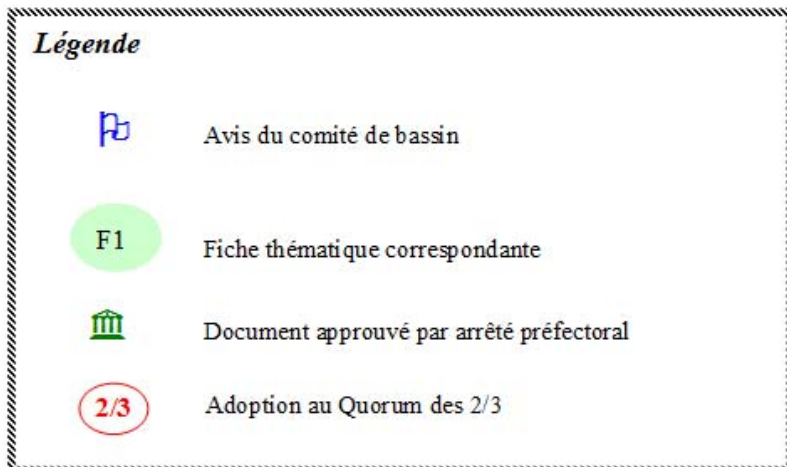 Légende
Avis du comité de bassin
F1 Fiche thématique correspondante
Document approuvé par arrêté préfectoral
2/3 Adoption au Quorum des 2/3